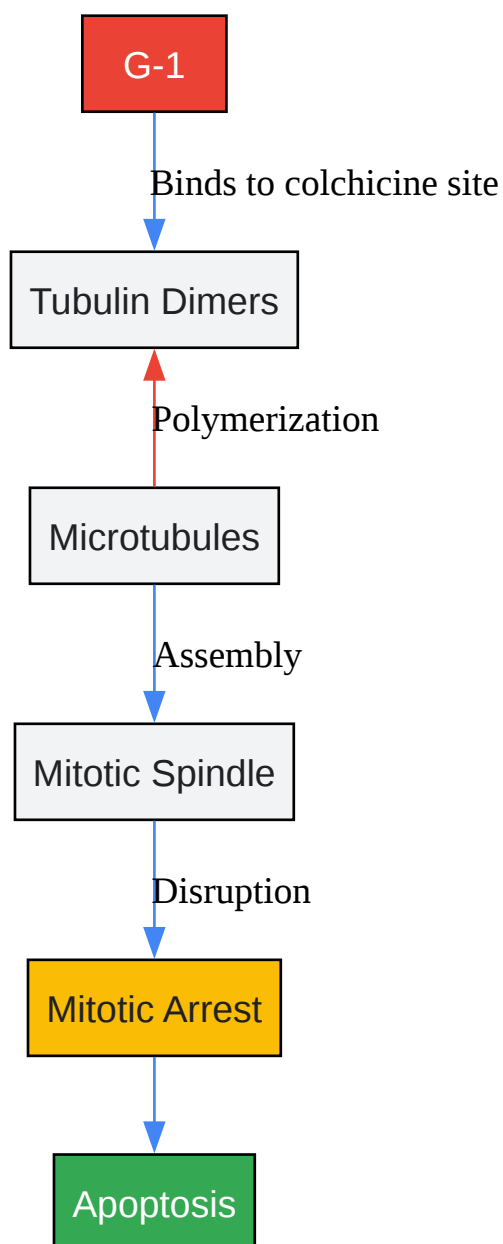 G-1
Binds to colchicine site
Tubulin Dimers
Polymerization
Microtubules
Assembly
Mitotic Spindle
Disruption
Mitotic Arrest
Apoptosis